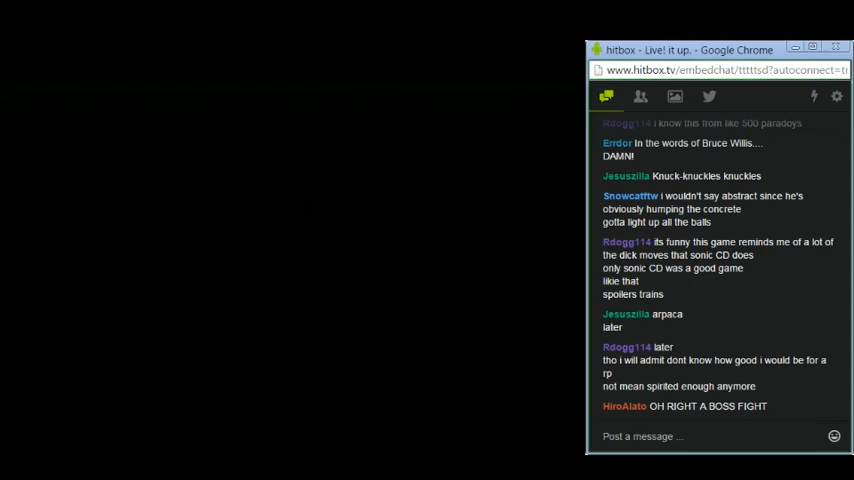 hitbox - Live! it up. - Google Chrome
www.hitbox.tv/embedchat/tttttsd?autoconnect=tr
Rdogg114 i know this from like 500 paradoys
Errdor In the words of Bruce Willis....
DAMN!
Jesuszilla Knuck-knuckles knuckles
Snowcatftw i wouldn't say abstract since he's
obviously humping the concrete
gotta light up all the balls
Rdogg114 its funny this game reminds me of a lot of
the dick moves that sonic CD does
only sonic CD was a good game
likie that
spoilers trains
Jesuszilla arpaca
later
Rdogg114 later
tho i will admit dont know how good i would be for a
rp
not mean spirited enough anymore
HiroAlato OH RIGHT A BOSS FIGHT
Post a message ...